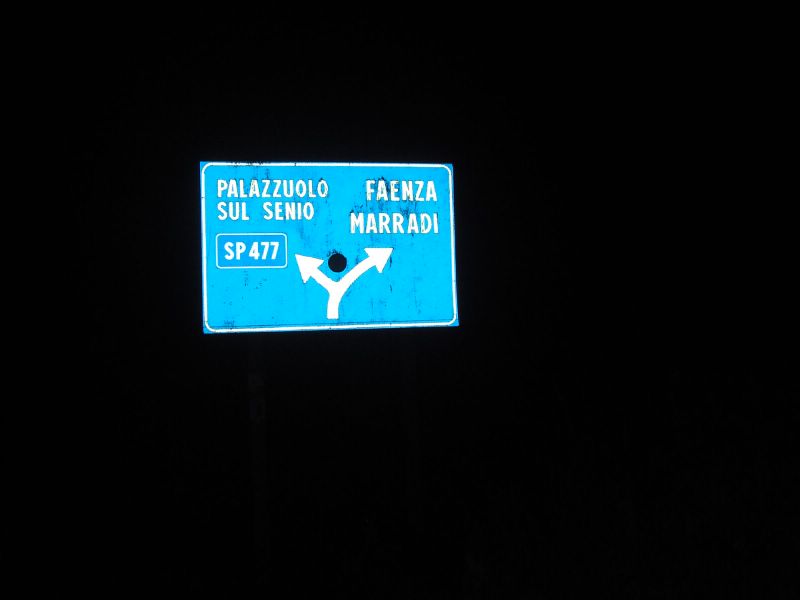 PALAZZUOLO
SUL SENIO
SP 477
FAENZA
MARRADI